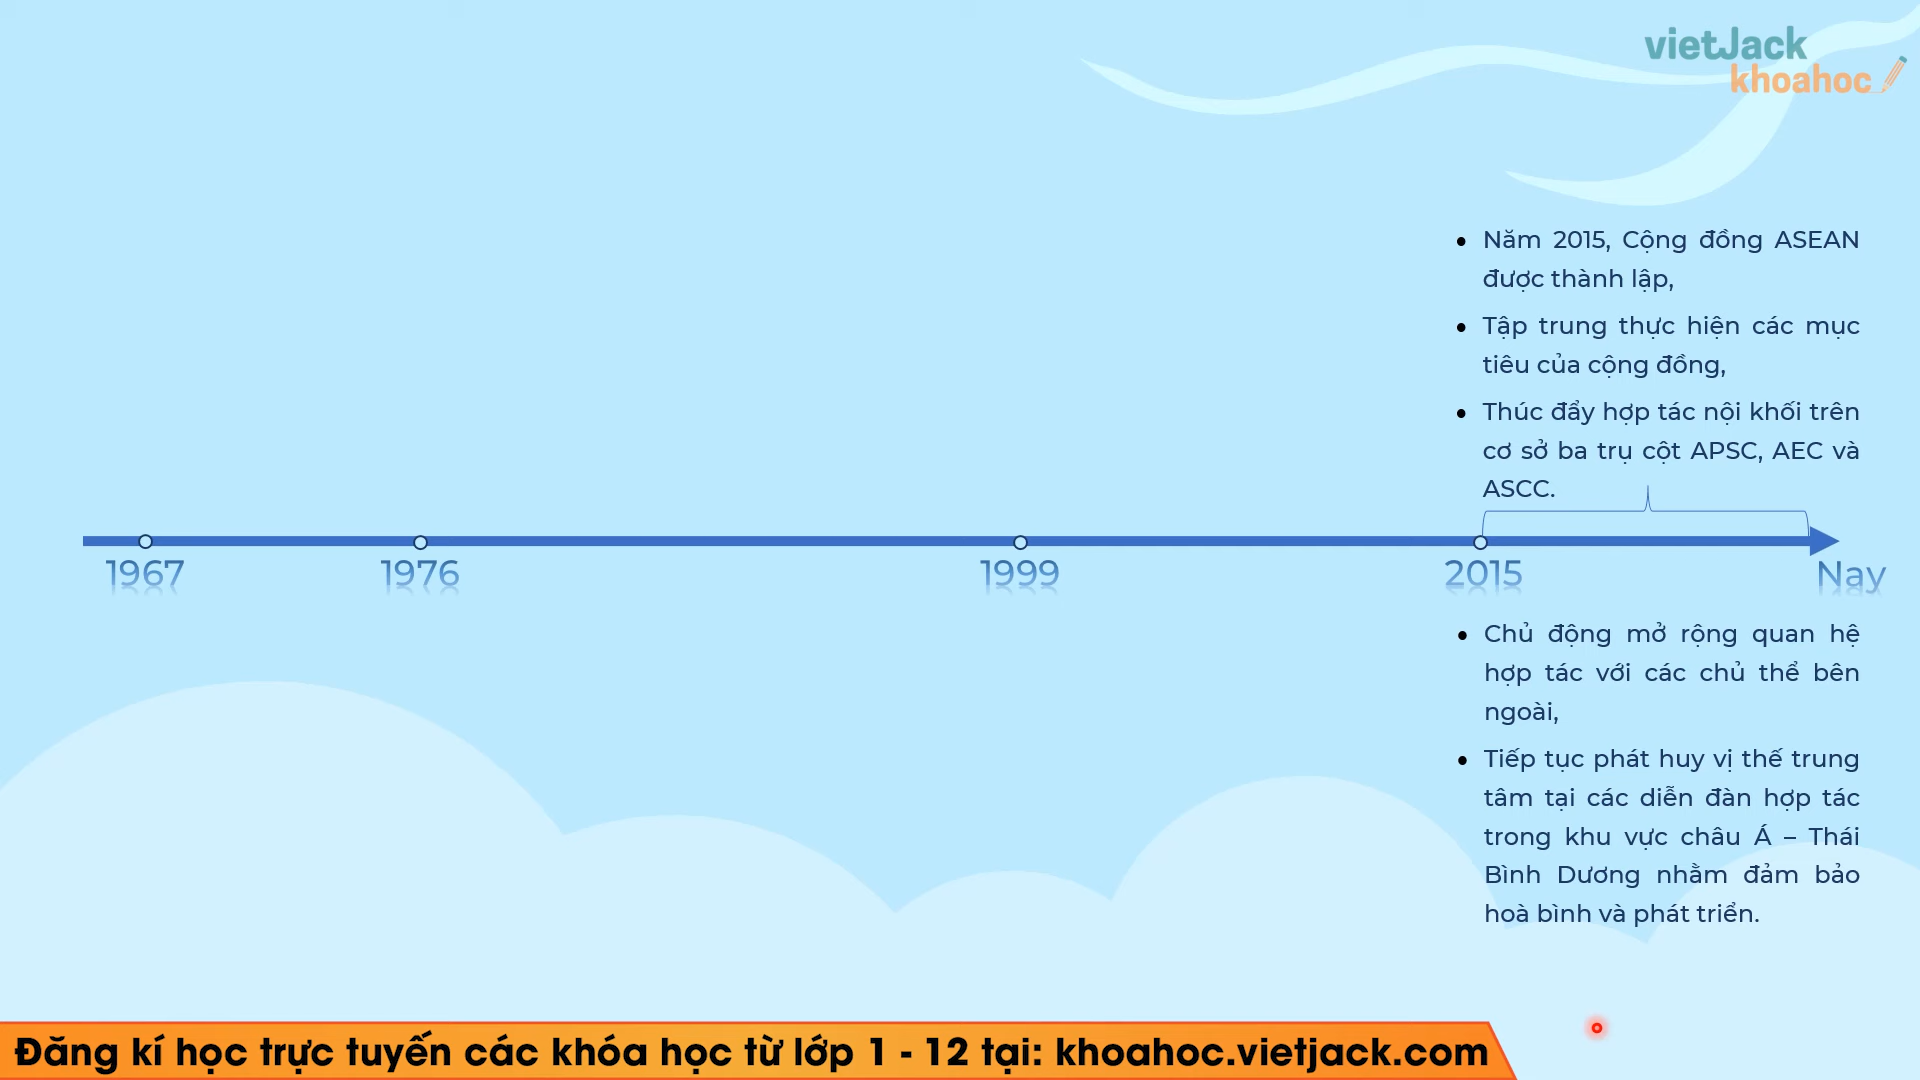 vietJack
khoahoc
Năm 2015, Cộng đồng ASEAN
được thành lập,
Tập trung thực hiện các mục
tiêu của cộng đồng,
Thúc đẩy hợp tác nội khối trên
cơ sở ba trụ cột APSC, AEC và
ASCC.
1967
1976
1999
2015
Nay
Chủ động mở rộng quan hệ
hợp tác với các chủ thể bên
ngoài,
Tiếp tục phát huy vị thế trung
tâm tại các diễn đàn hợp tác
trong khu vực châu Á – Thái
Bình Dương nhằm đảm bảo
hoà bình và phát triển.
Đăng kí học trực tuyến các khóa học từ lớp 1 - 12 tại: khoahoc.vietjack.com